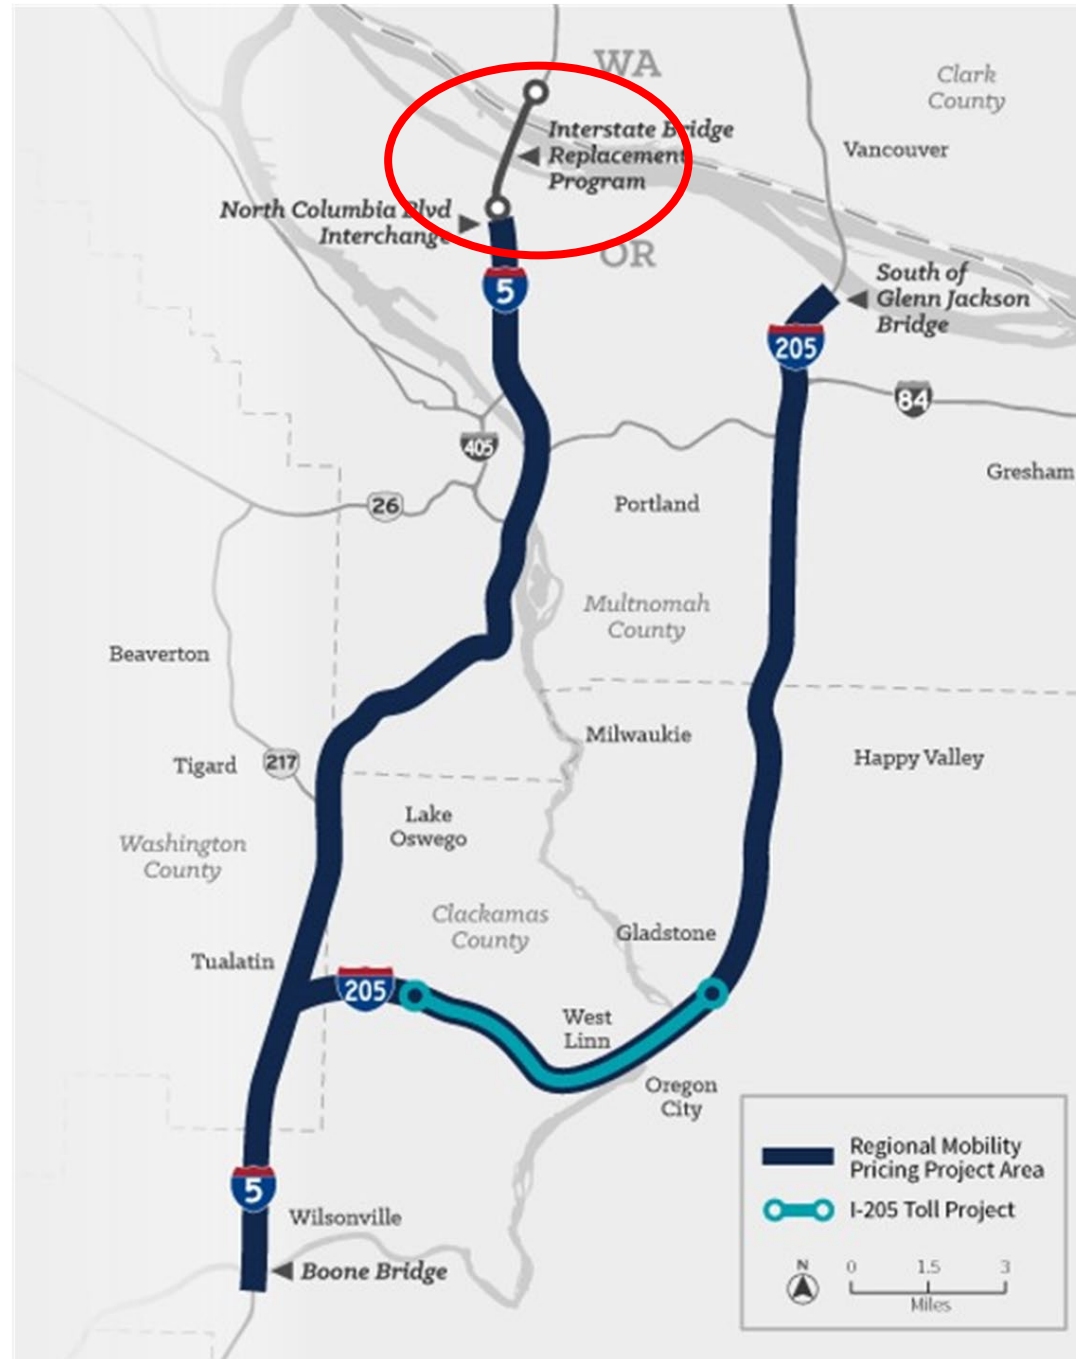 WA
Clark
County
Interstate Bridge
Replacement
Program
Vancouver
North Columbia Blvd
Interchange
OR
5
South of
Glenn Jackson
Bridge
205
84
405
Gresham
26
Portland
Multnomah
County
Beaverton
Milwaukie
Tigard
217
Happy Valley
Lake
Oswego
Washington
County
Clackamas
County
Gladstone
Tualatin
205
West
Linn
Oregon
City
5
Wilsonville
Boone Bridge
Regional Mobility
Pricing Project Area
I-205 Toll Project
N
0 1.5 3
Miles